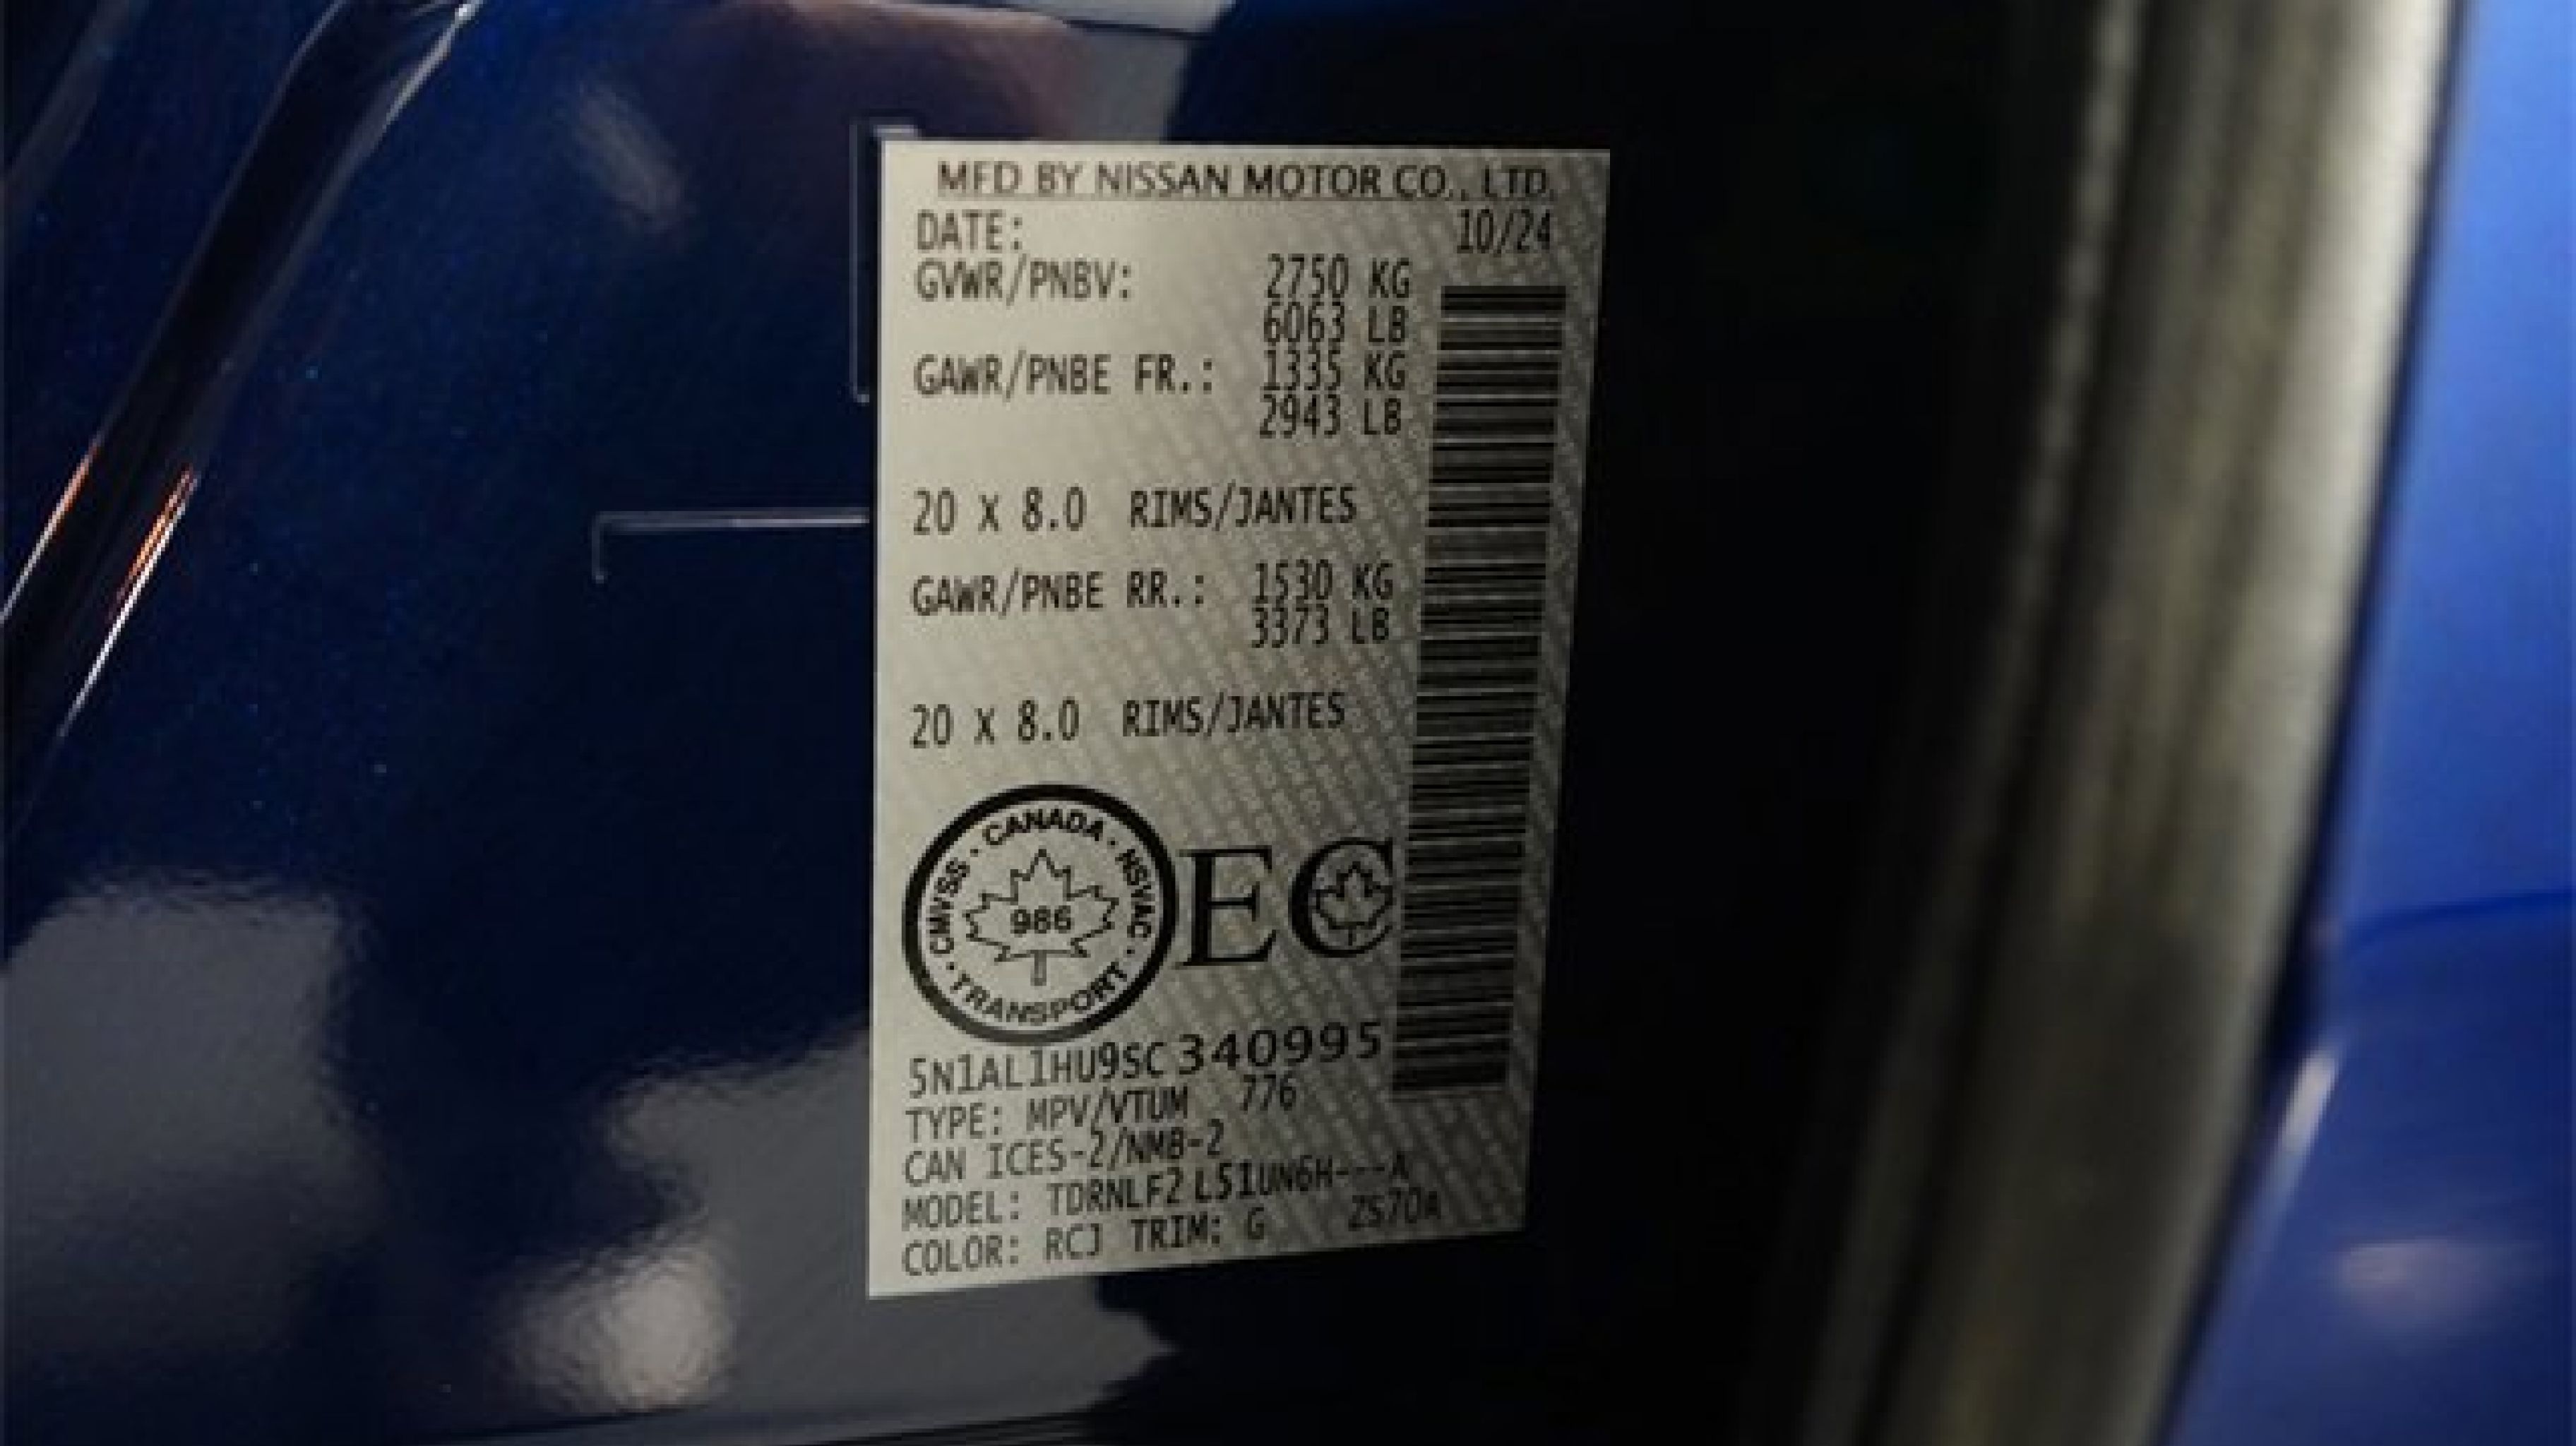 MFD BY NISSAN MOTOR CO., LTD.
DATE: 10/24
GVWR/PNBV: 2750 KG
6063 LB
GAWR/PNBE FR.: 1335 KG
2943 LB
20 X 8.0 RIMS/JANTES
GAWR/PNBE RR.: 1530 KG
3373 LB
20 X 8.0 RIMS/JANTES
CANADA · HSVAC · TRANSPORT · CMVSS ·
986
EC
5N1AL1HU9SC340995
TYPE: MPV/VTUM 776
CAN ICES-2/NMB-2
MODEL: TDRNLF2 L51UN6H---A
COLOR: RCJ TRIM: G ZS70A